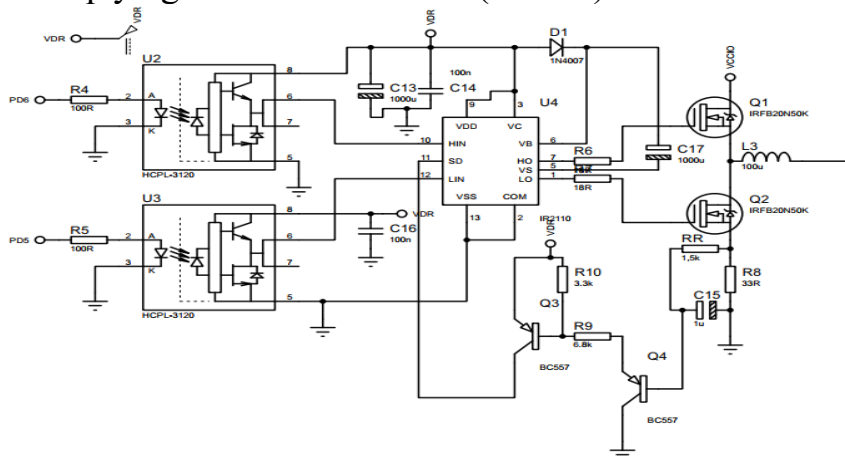 VDR
VDR
U2
PD6
R4
100R
2
3
A
K
8
6
7
5
HCPL-3120
U3
PD5
R5
100R
2
3
A
K
8
6
7
5
HCPL-3120
VDR
C13
1000u
100n
C14
VDR
C16
100n
D1
1N4007
U4
9
3
VDD
VC
10
11
12
HIN
SD
LIN
VB
HO
VS
LO
6
7
5
1
VSS
COM
13
2
IR2110
R6
18R
C17
1000u
VCCIO
Q1
IRFB20N50K
L3
100u
Q2
IRFB20N50K
RR
1,5k
R8
33R
C15
1u
VDR
R10
3.3k
Q3
BC557
R9
6.8k
Q4
BC557